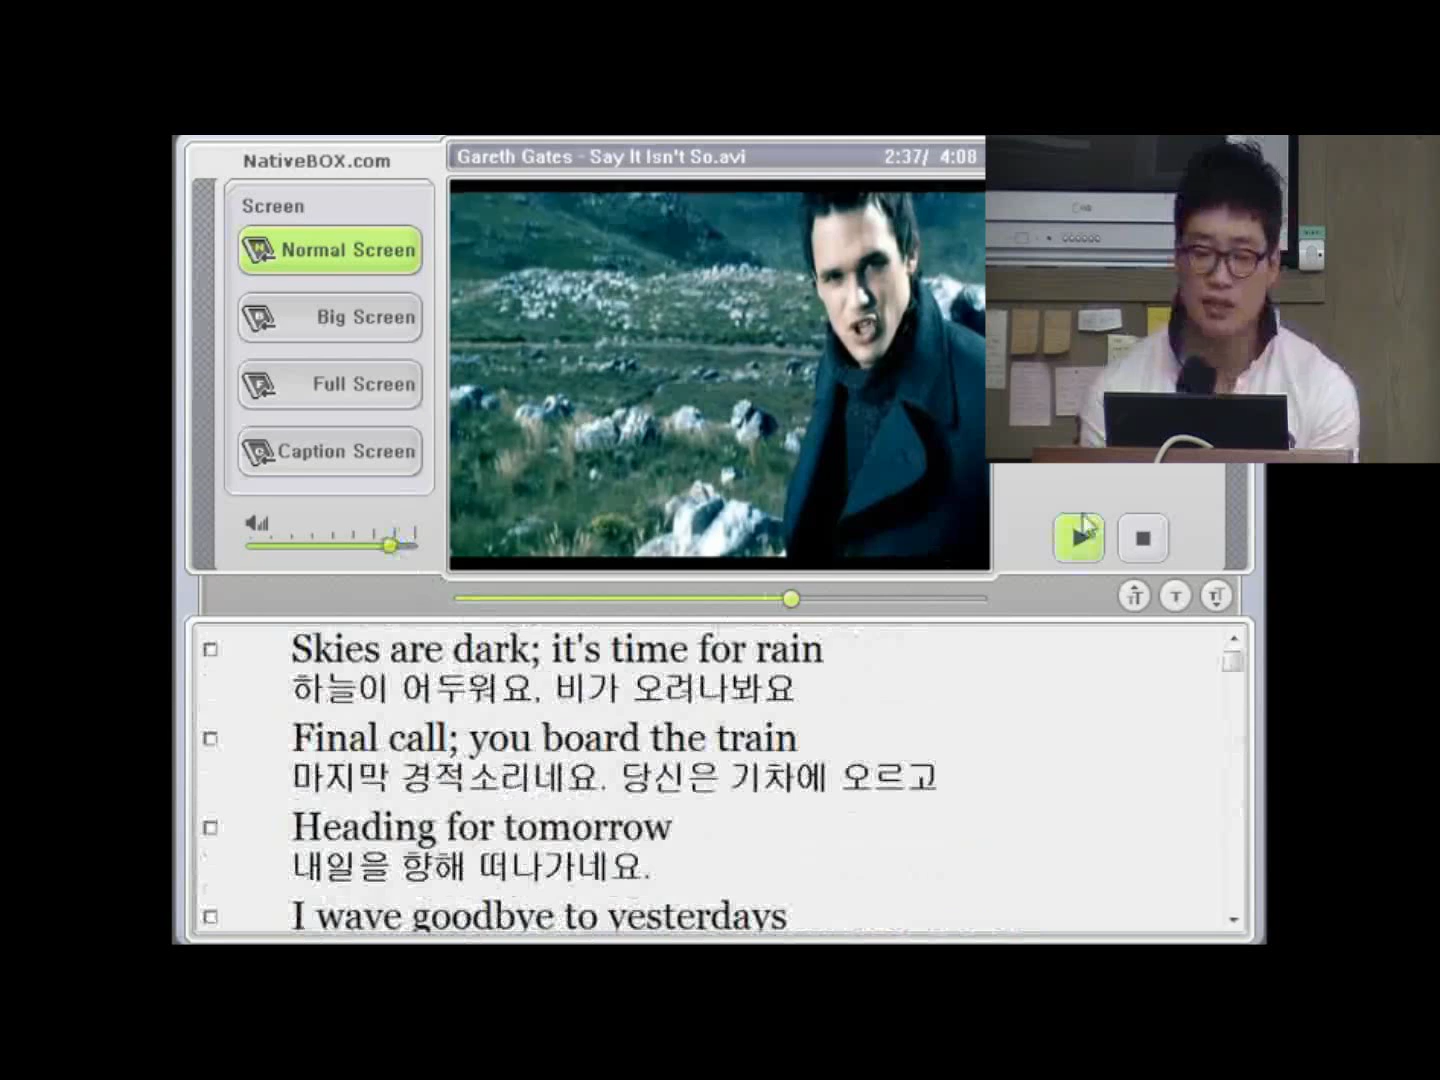 NativeBOX.com
Gareth Gates - Say It Isn't So.avi 2:37/ 4:08
Screen
Normal Screen
Big Screen
Full Screen
Caption Screen
Skies are dark; it's time for rain
하늘이 어두워요, 비가 오려나봐요
Final call; you board the train
마지막 경적소리네요. 당신은 기차에 오르고
Heading for tomorrow
내일을 향해 떠나가네요.
I wave goodbye to yesterdays